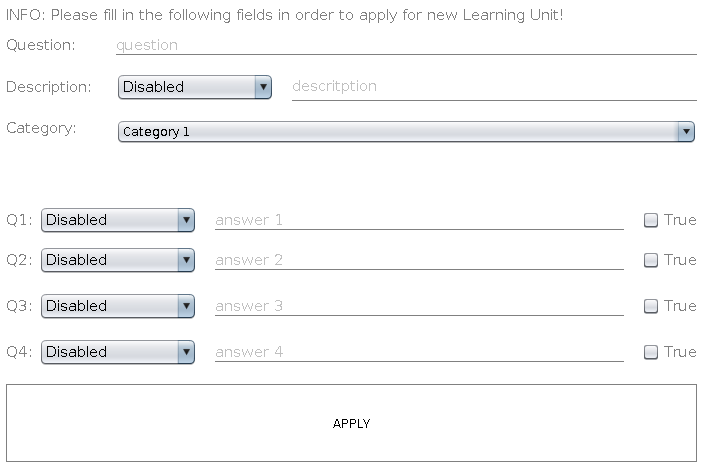 INFO: Please fill in the following fields in order to apply for new Learning Unit!
Question: question
Description: Disabled descritption
Category: Category 1
Q1: Disabled answer 1 True
Q2: Disabled answer 2 True
Q3: Disabled answer 3 True
Q4: Disabled answer 4 True
APPLY